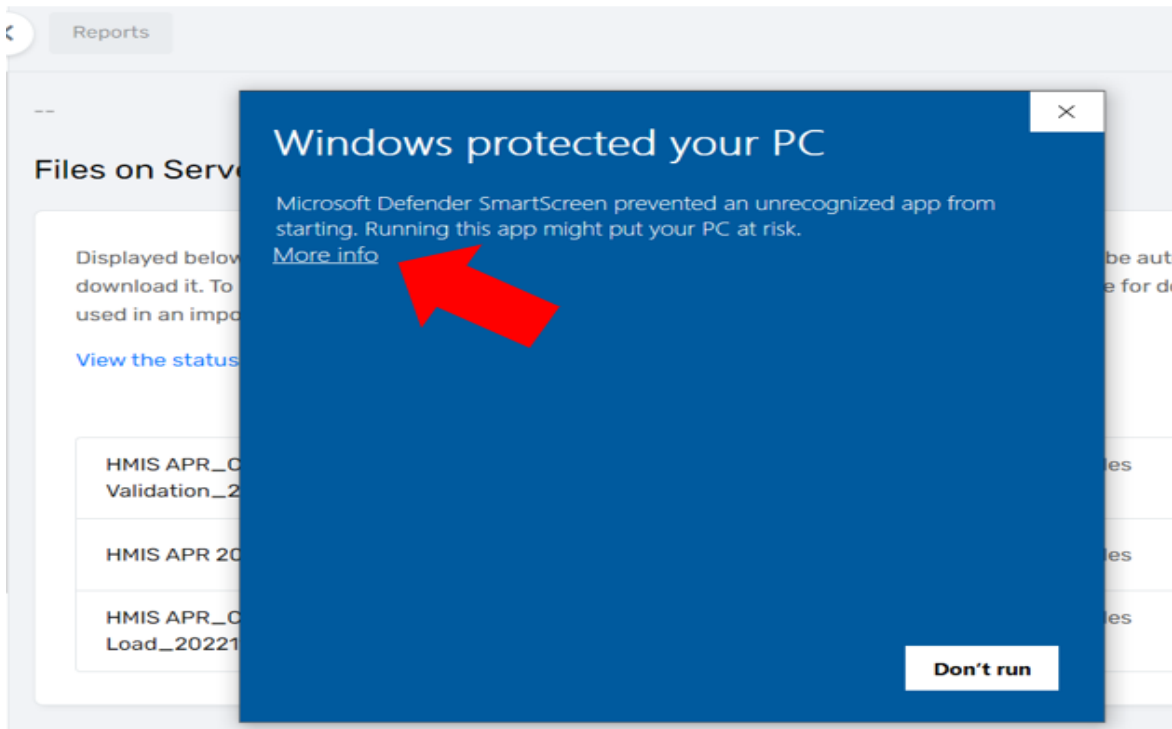 Reports
--
Windows protected your PC
Files on Serve
Microsoft Defender SmartScreen prevented an unrecognized app from
starting. Running this app might put your PC at risk.
More info
Displayed below
be aut
download it. To
e for d
used in an impo
View the status
HMIS APR_C
les
Validation_2
HMIS APR 20
les
HMIS APR_C
les
Load_20221
Don't run